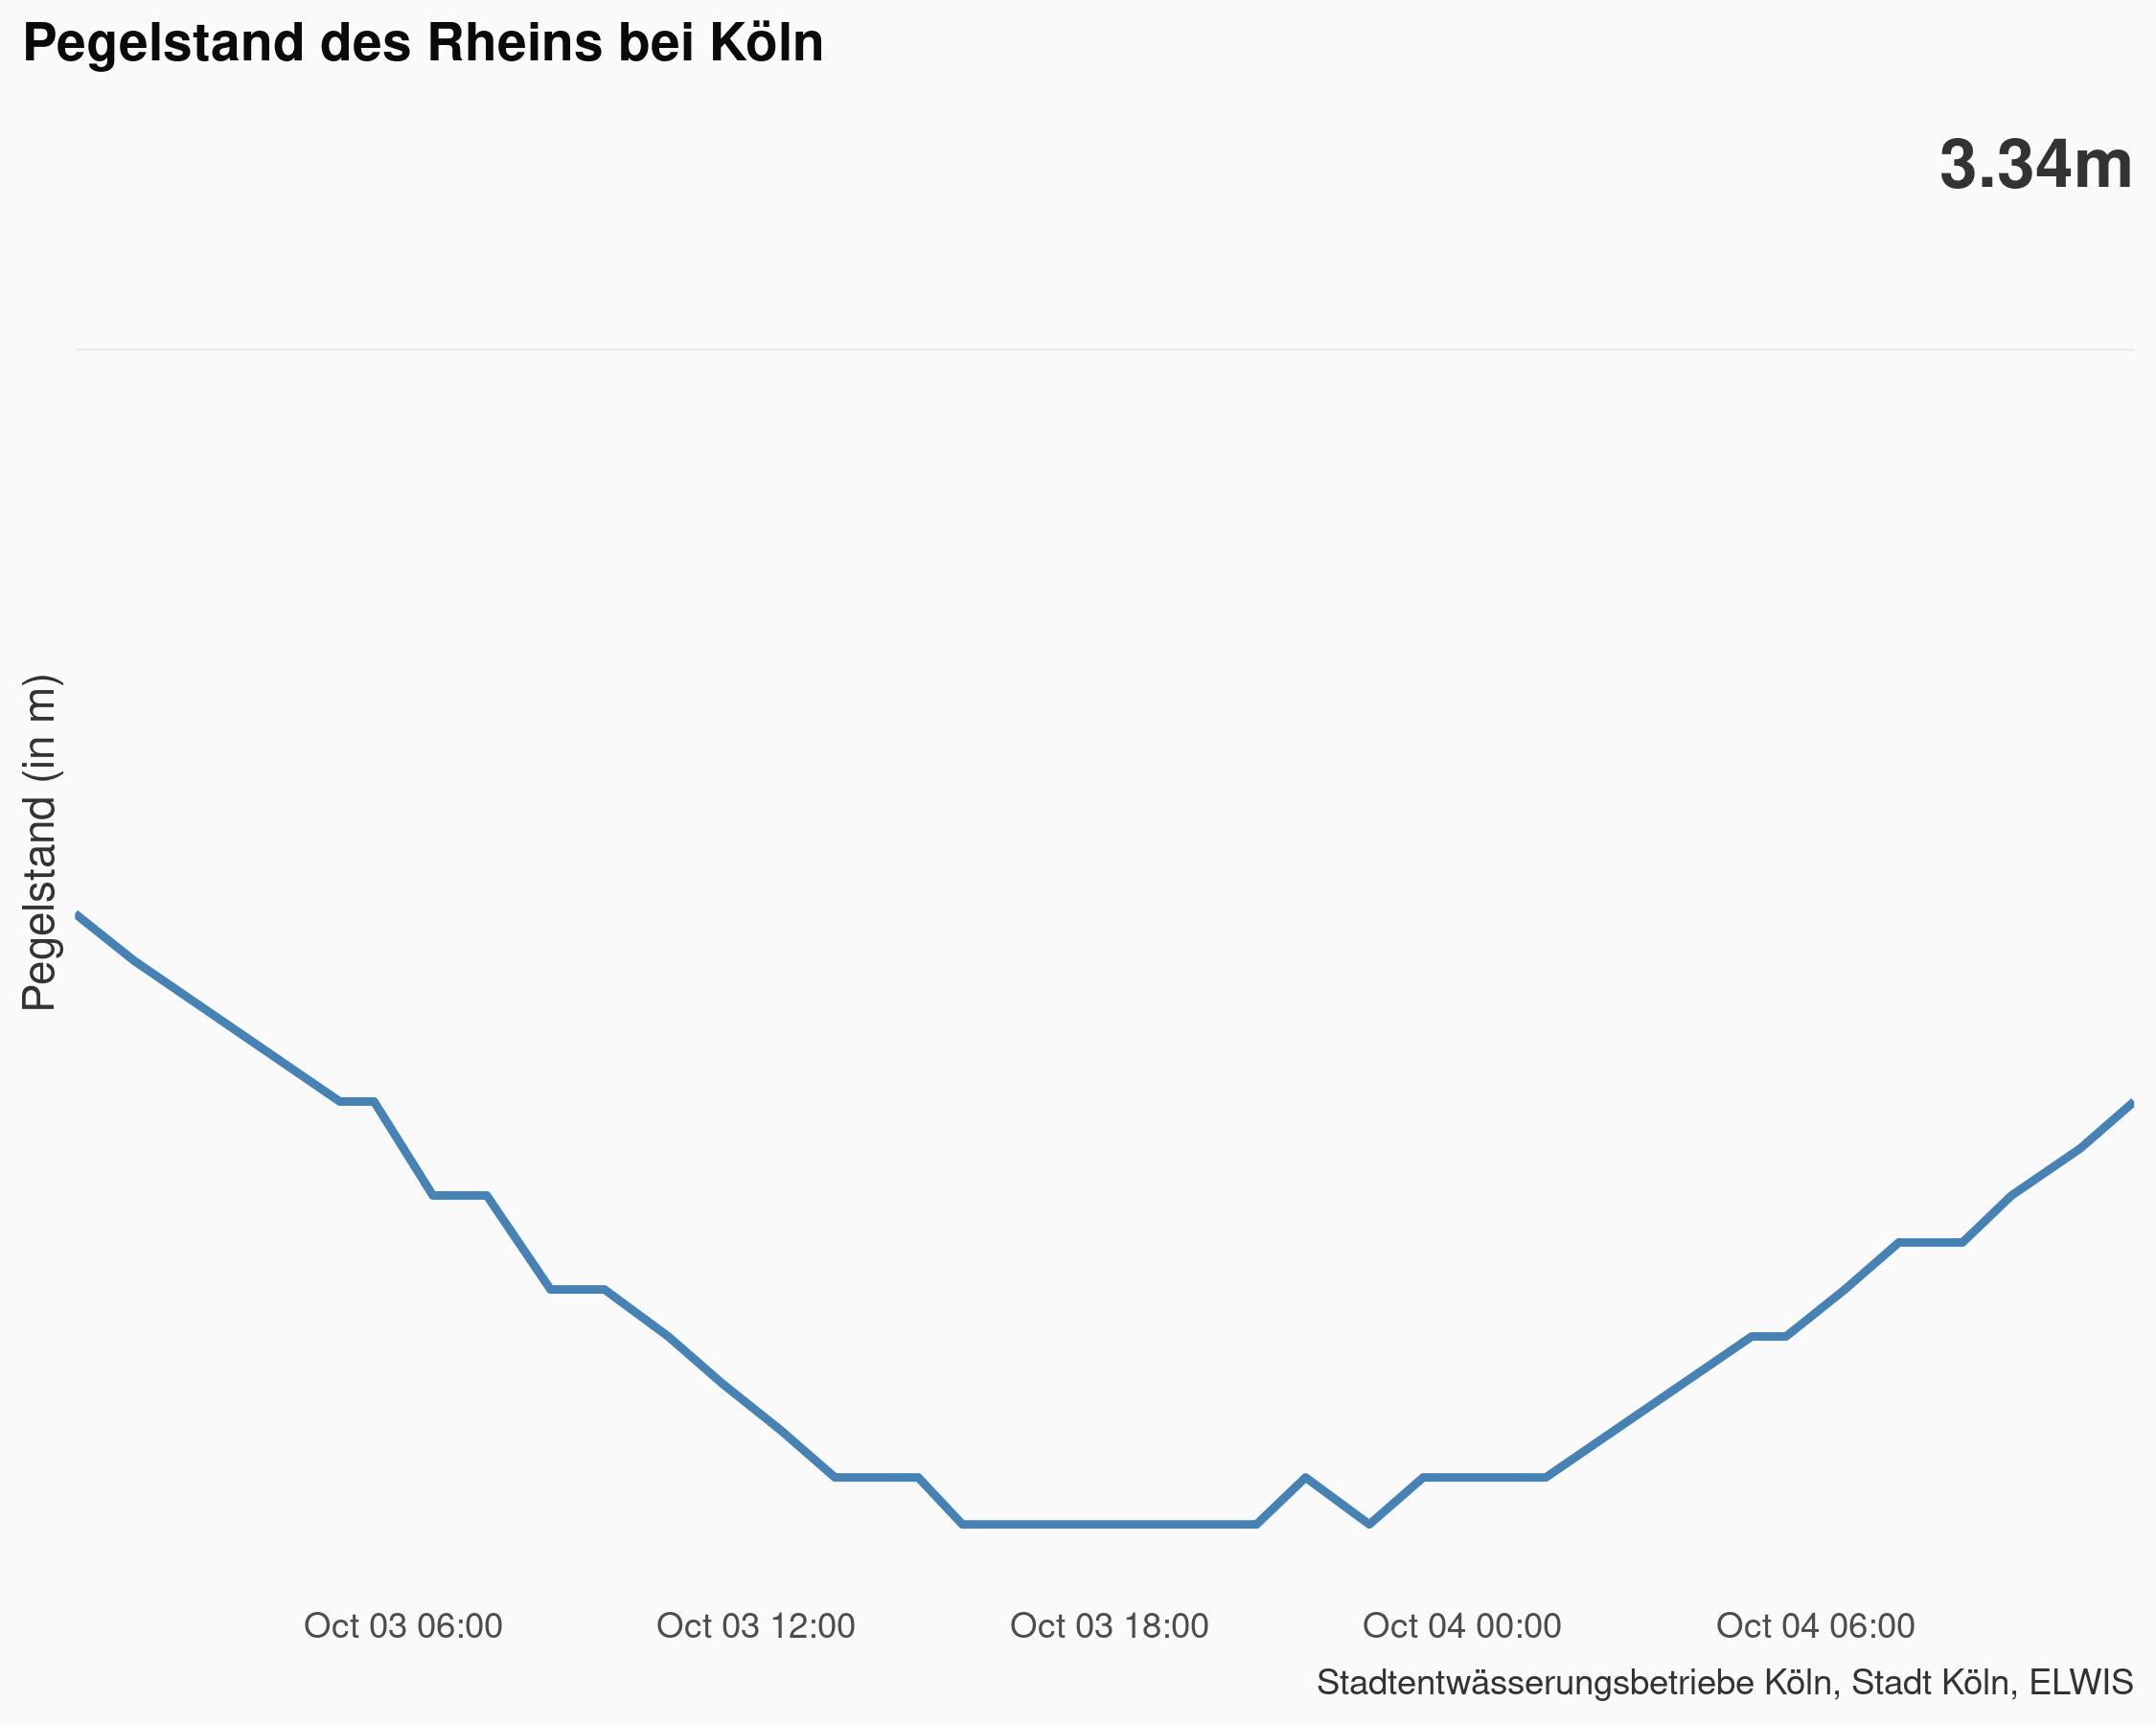 Pegelstand des Rheins bei Köln
3.34m
Pegelstand (in m)
Oct 03 06:00
Oct 03 12:00
Oct 03 18:00
Oct 04 00:00
Oct 04 06:00
Stadtentwässerungsbetriebe Köln, Stadt Köln, ELWIS